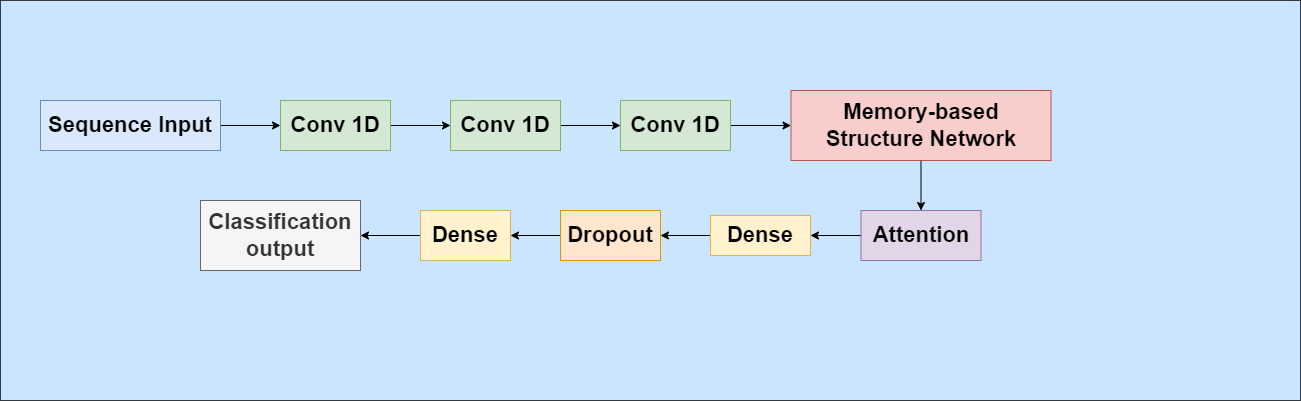 Sequence Input
Conv 1D
Conv 1D
Conv 1D
Memory-based
Structure Network
Attention
Dense
Dropout
Dense
Classification
output